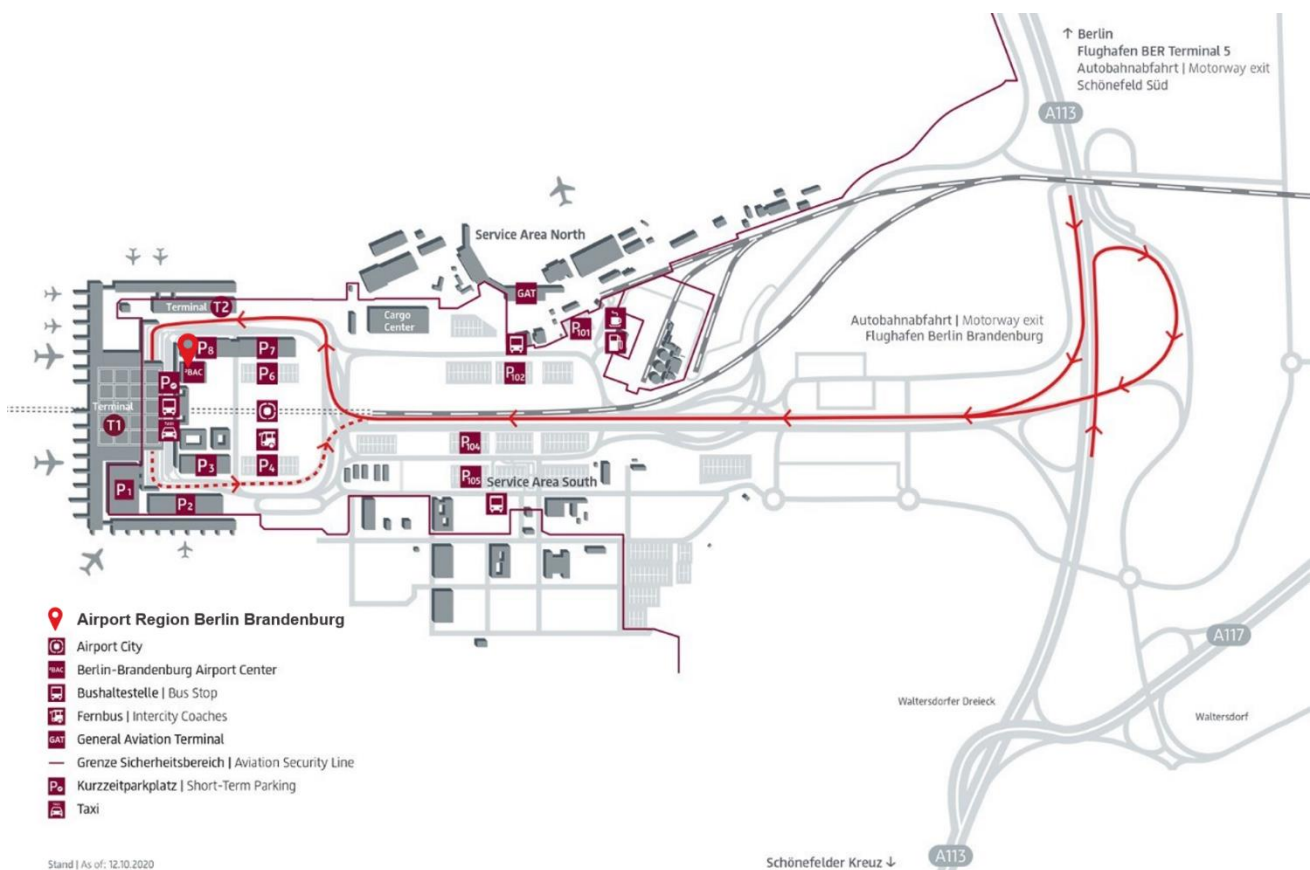 ↑ Berlin
Flughafen BER Terminal 5
Autobahnabfahrt | Motorway exit
Schönefeld Süd
A113
Service Area North
GAT
Terminal T2
Cargo
Center
P101
Autobahnabfahrt | Motorway exit
Flughafen Berlin Brandenburg
P8
P7
BAC
P6
P102
P
Terminal
T1
TAXI
P104
P3
P4
P105
Service Area South
P1
P2
Airport Region Berlin Brandenburg
Airport City
BAC Berlin-Brandenburg Airport Center
Bushaltestelle | Bus Stop
Fernbus | Intercity Coaches
GAT General Aviation Terminal
Grenze Sicherheitsbereich | Aviation Security Line
P Kurzzeitparkplatz | Short-Term Parking
Taxi
A117
Waltersdorfer Dreieck
Waltersdorf
Stand | As of: 12.10.2020
Schönefelder Kreuz ↓
A113